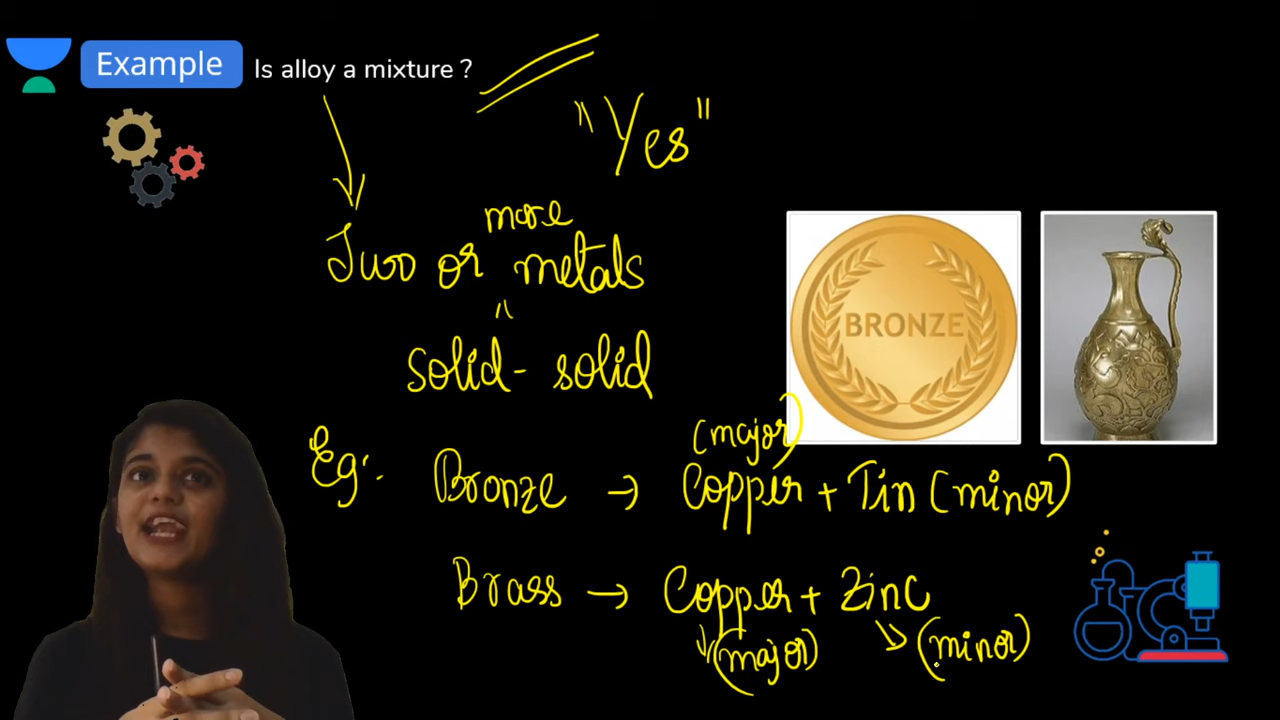 Example Is alloy a mixture ?
"Yes"
more
Two or metals
solid - solid
BRONZE
(major)
Eg:- Bronze → Copper + Tin (minor)
Brass → Copper + Zinc
(major) (minor)